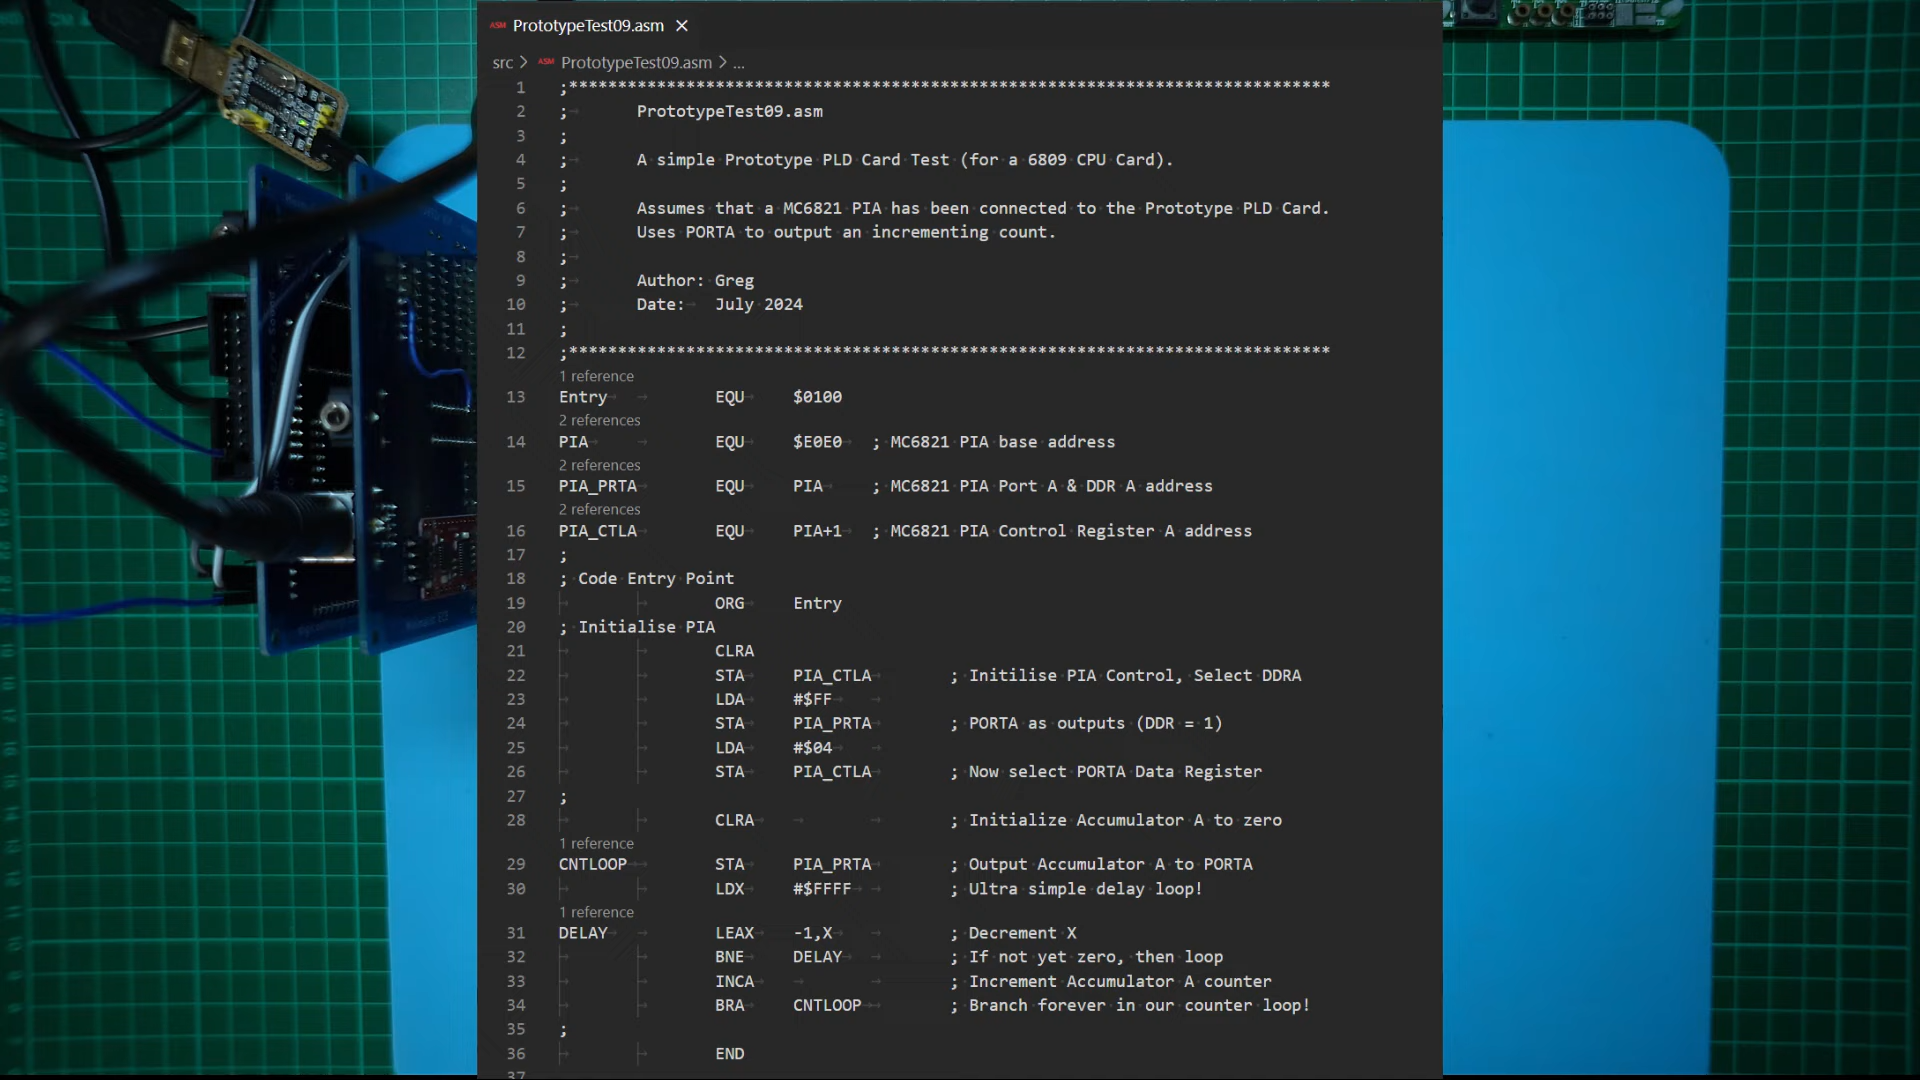 ASM PrototypeTest09.asm ×
src > ASM PrototypeTest09.asm > ...
1 ;******************************************************************************
2 ; PrototypeTest09.asm
3 ;
4 ; A simple Prototype PLD Card Test (for a 6809 CPU Card).
5 ;
6 ; Assumes that a MC6821 PIA has been connected to the Prototype PLD Card.
7 ; Uses PORTA to output an incrementing count.
8 ;
9 ; Author: Greg
10 ; Date: July 2024
11 ;
12 ;******************************************************************************
1 reference
13 Entry EQU $0100
2 references
14 PIA EQU $E0E0 ; MC6821 PIA base address
2 references
15 PIA_PRTA EQU PIA ; MC6821 PIA Port A & DDR A address
2 references
16 PIA_CTLA EQU PIA+1 ; MC6821 PIA Control Register A address
17 ;
18 ; Code Entry Point
19 ORG Entry
20 ; Initialise PIA
21 CLRA
22 STA PIA_CTLA ; Initilise PIA Control, Select DDRA
23 LDA #$FF
24 STA PIA_PRTA ; PORTA as outputs (DDR = 1)
25 LDA #$04
26 STA PIA_CTLA ; Now select PORTA Data Register
27 ;
28 CLRA ; Initialize Accumulator A to zero
1 reference
29 CNTLOOP STA PIA_PRTA ; Output Accumulator A to PORTA
30 LDX #$FFFF ; Ultra simple delay loop!
1 reference
31 DELAY LEAX -1,X ; Decrement X
32 BNE DELAY ; If not yet zero, then loop
33 INCA ; Increment Accumulator A counter
34 BRA CNTLOOP ; Branch forever in our counter loop!
35 ;
36 END
37